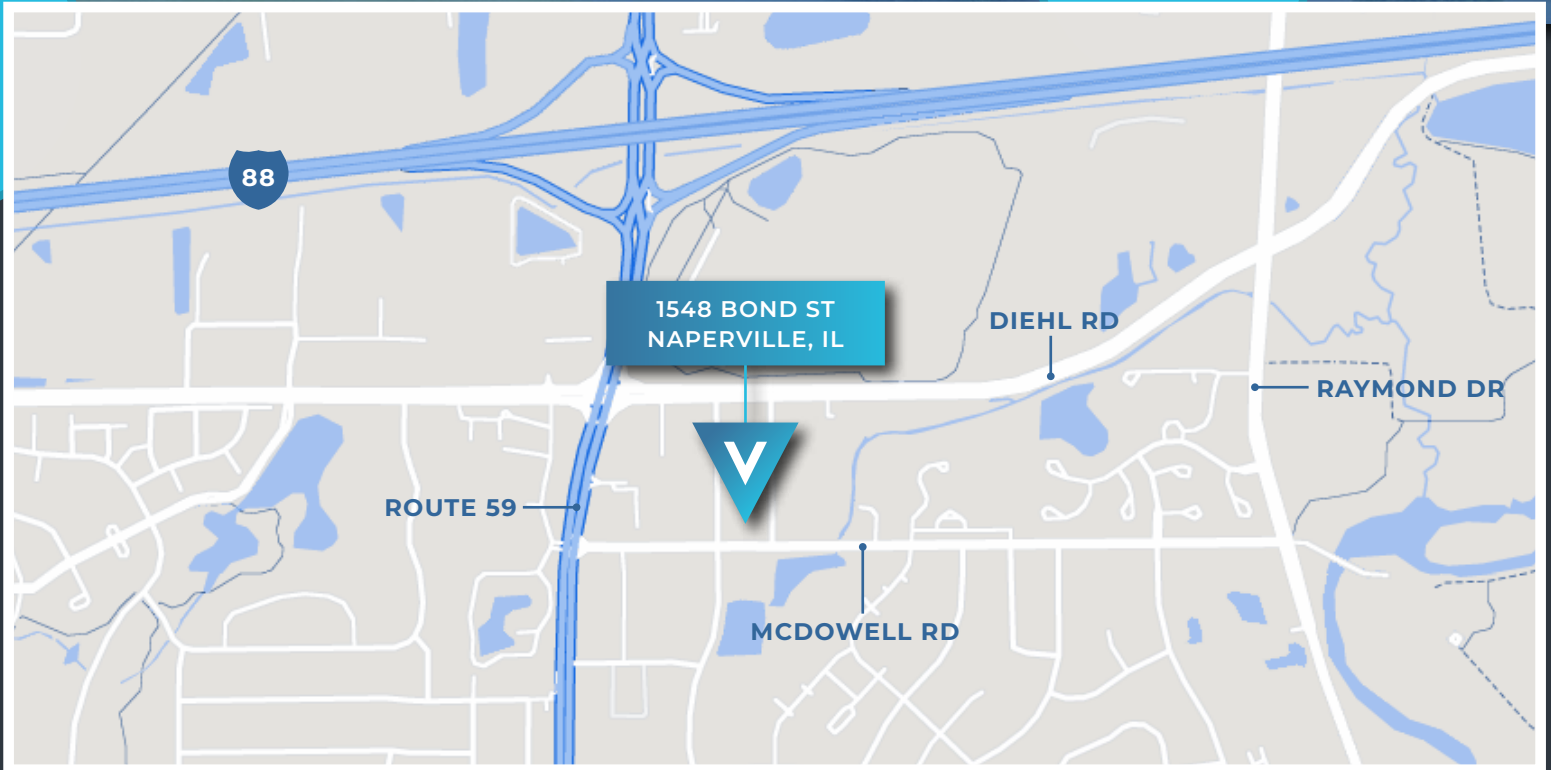 88
1548 BOND ST
NAPERVILLE, IL
DIEHL RD
RAYMOND DR
ROUTE 59
V
MCDOWELL RD